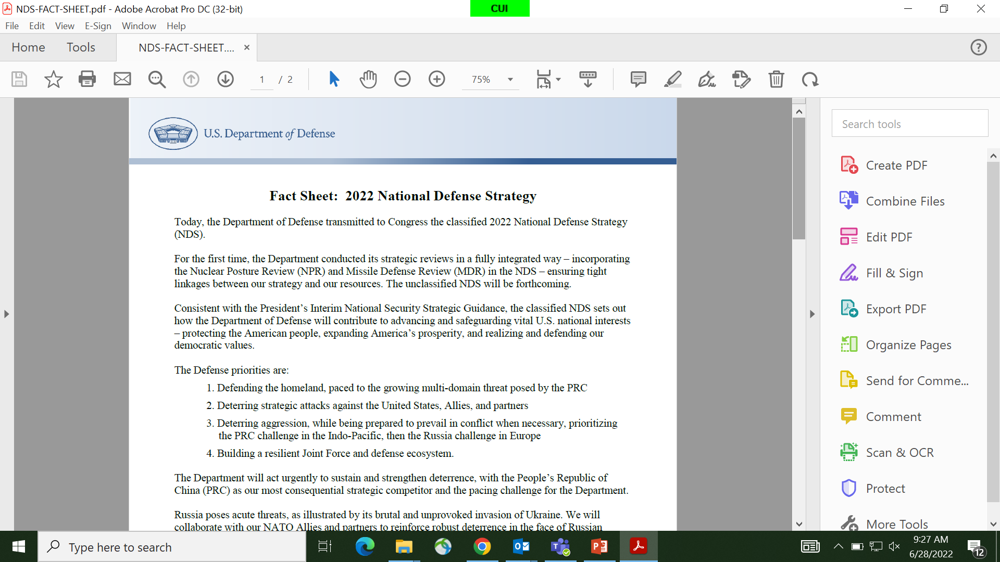 NDS-FACT-SHEET.pdf - Adobe Acrobat Pro DC (32-bit)
CUI
File Edit View E-Sign Window Help
Home Tools NDS-FACT-SHEET....
1 / 2 75%
U.S. Department of Defense
Fact Sheet: 2022 National Defense Strategy
Today, the Department of Defense transmitted to Congress the classified 2022 National Defense Strategy
(NDS).
For the first time, the Department conducted its strategic reviews in a fully integrated way – incorporating
the Nuclear Posture Review (NPR) and Missile Defense Review (MDR) in the NDS – ensuring tight
linkages between our strategy and our resources. The unclassified NDS will be forthcoming.
Consistent with the President’s Interim National Security Strategic Guidance, the classified NDS sets out
how the Department of Defense will contribute to advancing and safeguarding vital U.S. national interests
– protecting the American people, expanding America’s prosperity, and realizing and defending our
democratic values.
The Defense priorities are:
1. Defending the homeland, paced to the growing multi-domain threat posed by the PRC
2. Deterring strategic attacks against the United States, Allies, and partners
3. Deterring aggression, while being prepared to prevail in conflict when necessary, prioritizing
the PRC challenge in the Indo-Pacific, then the Russia challenge in Europe
4. Building a resilient Joint Force and defense ecosystem.
The Department will act urgently to sustain and strengthen deterrence, with the People’s Republic of
China (PRC) as our most consequential strategic competitor and the pacing challenge for the Department.
Russia poses acute threats, as illustrated by its brutal and unprovoked invasion of Ukraine. We will
collaborate with our NATO Allies and partners to reinforce robust deterrence in the face of Russian
Search tools
Create PDF
Combine Files
Edit PDF
Fill & Sign
Export PDF
Organize Pages
Send for Comme...
Comment
Scan & OCR
Protect
More Tools
Type here to search
9:27 AM
6/28/2022
12